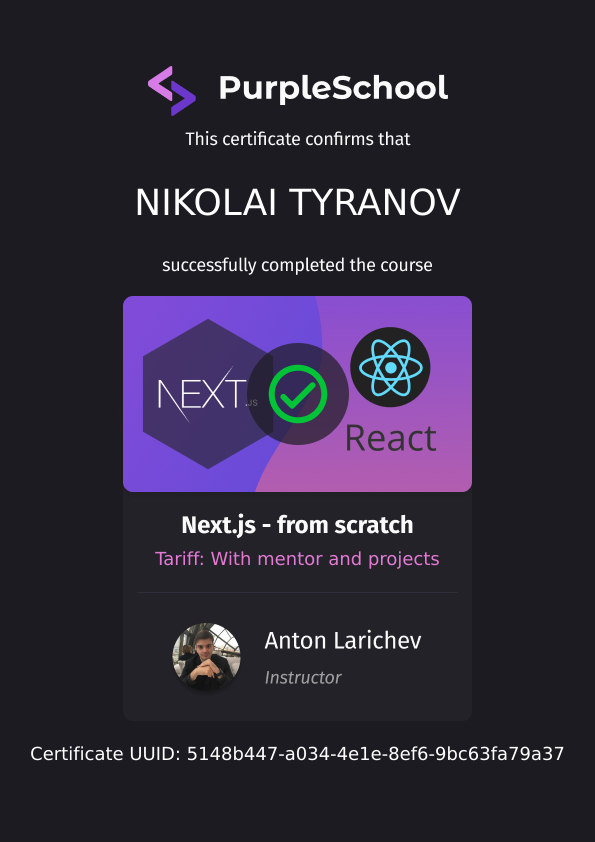 PurpleSchool
This certificate confirms that
NIKOLAI TYRANOV
successfully completed the course
NEXT.JS
React
Next.js - from scratch
Tariff: With mentor and projects
Anton Larichev
Instructor
Certificate UUID: 5148b447-a034-4e1e-8ef6-9bc63fa79a37